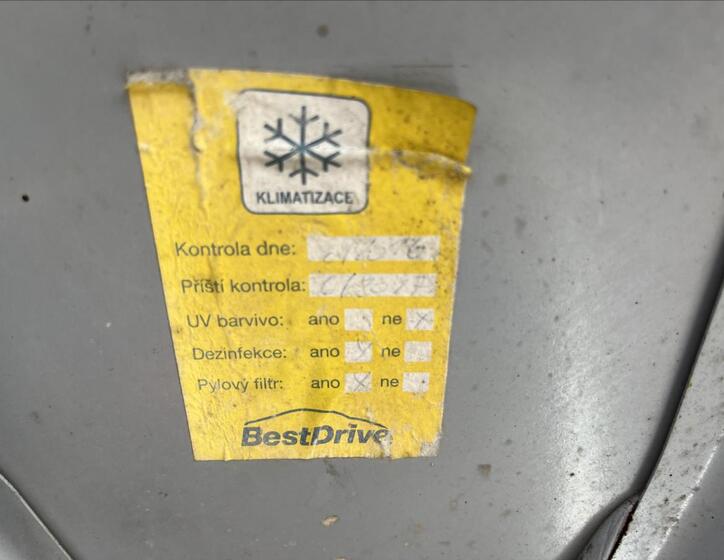 KLIMATIZACE
Kontrola dne:
Příští kontrola:
UV barvivo: ano ne x
Dezinfekce: ano x ne
Pylový filtr: ano x ne
BestDrive